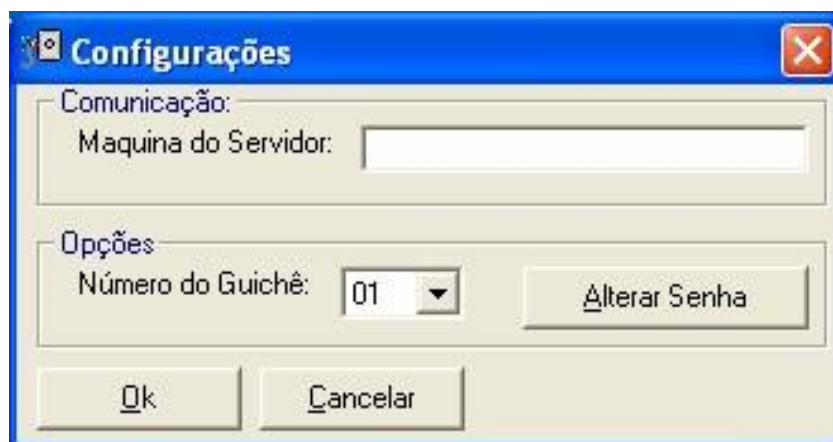 Configurações
Comunicação:
Maquina do Servidor:
Opções
Número do Guichê: 01 Alterar Senha
Ok Cancelar